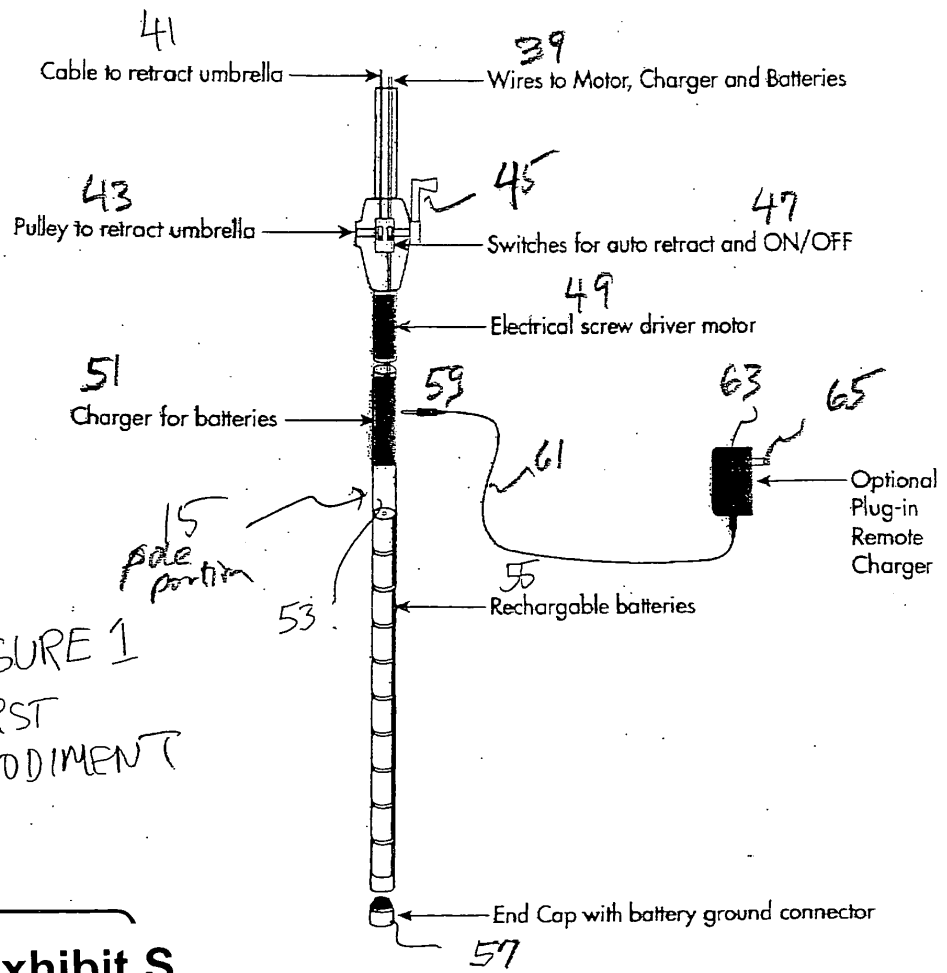 41
Cable to retract umbrella
39
Wires to Motor, Charger and Batteries
43
Pulley to retract umbrella
45
47
Switches for auto retract and ON/OFF
49
Electrical screw driver motor
51
Charger for batteries
59
61
63
65
Optional
Plug-in
Remote
Charger
15
pole
portion
53
55
Rechargable batteries
GURE 1
RST
ODIMENT
End Cap with battery ground connector
57
xhibit S